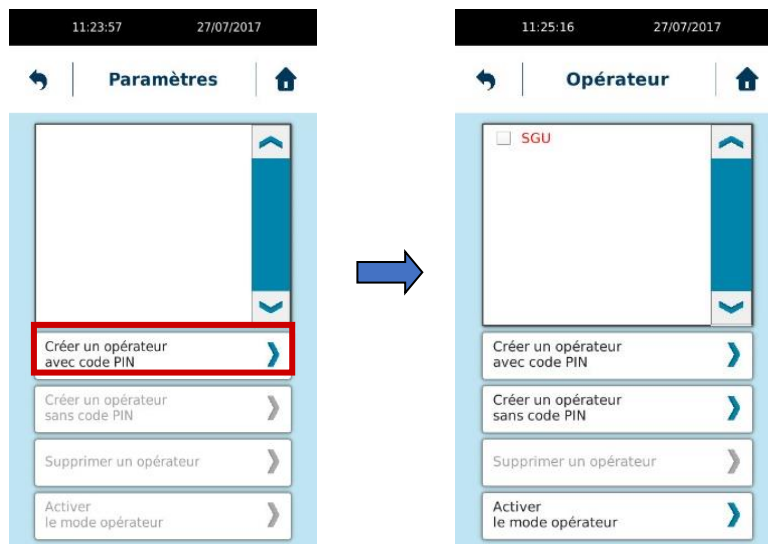 11:23:57 27/07/2017
Paramètres
Créer un opérateur
avec code PIN
Créer un opérateur
sans code PIN
Supprimer un opérateur
Activer
le mode opérateur
11:25:16 27/07/2017
Opérateur
SGU
Créer un opérateur
avec code PIN
Créer un opérateur
sans code PIN
Supprimer un opérateur
Activer
le mode opérateur